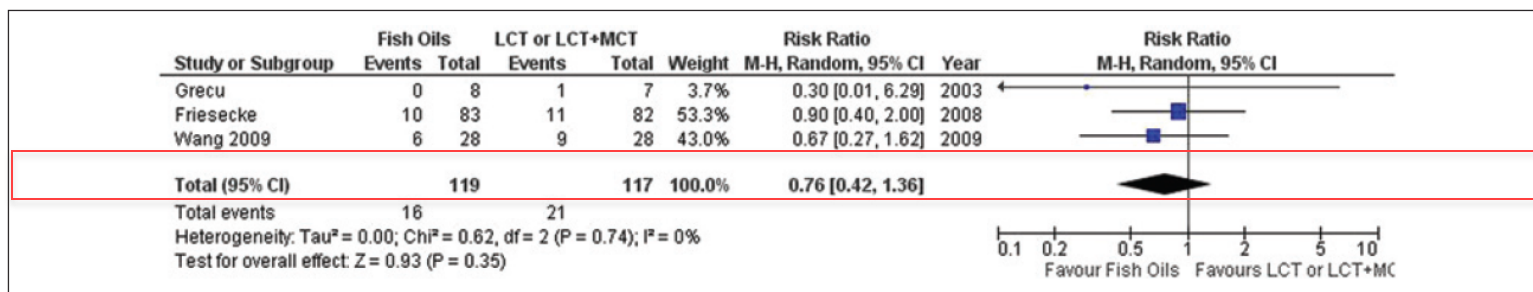 Fish Oils LCT or LCT+MCT Risk Ratio Risk Ratio
Study or Subgroup Events Total Events Total Weight M-H, Random, 95% CI Year M-H, Random, 95% CI
Grecu 0 8 1 7 3.7% 0.30 [0.01, 6.29] 2003
Friesecke 10 83 11 82 53.3% 0.90 [0.40, 2.00] 2008
Wang 2009 6 28 9 28 43.0% 0.67 [0.27, 1.62] 2009
Total (95% CI) 119 117 100.0% 0.76 [0.42, 1.36]
Total events 16 21
Heterogeneity: Tau² = 0.00; Chi² = 0.62, df = 2 (P = 0.74); I² = 0%
Test for overall effect: Z = 0.93 (P = 0.35)
0.1 0.2 0.5 1 2 5 10
Favour Fish Oils Favours LCT or LCT+MC